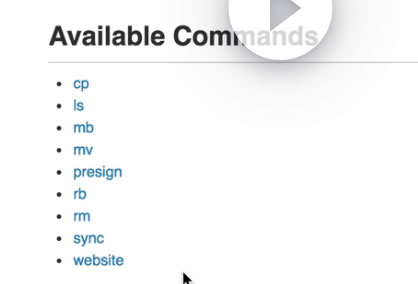 Available Commands
cp
ls
mb
mv
presign
rb
rm
sync
website